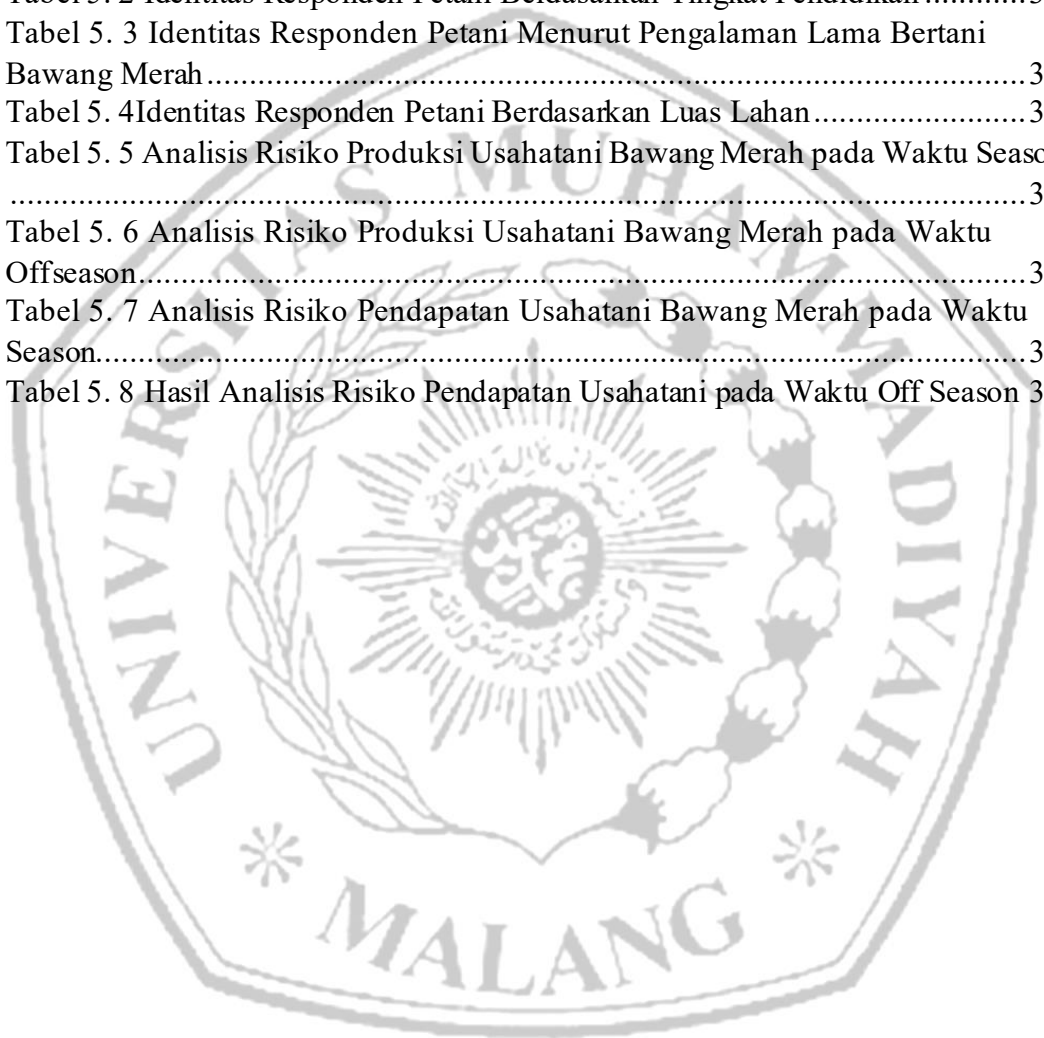 Tabel 5. 2 Identitas Responden Petani Berdasarkan Tingkat Pendidikan............3
Tabel 5. 3 Identitas Responden Petani Menurut Pengalaman Lama Bertani
Bawang Merah................................................................................................3
Tabel 5. 4Identitas Responden Petani Berdasarkan Luas Lahan.........................3
Tabel 5. 5 Analisis Risiko Produksi Usahatani Bawang Merah pada Waktu Seaso
........................................................................................................................3
Tabel 5. 6 Analisis Risiko Produksi Usahatani Bawang Merah pada Waktu
Offseason........................................................................................................3
Tabel 5. 7 Analisis Risiko Pendapatan Usahatani Bawang Merah pada Waktu
Season.............................................................................................................3
Tabel 5. 8 Hasil Analisis Risiko Pendapatan Usahatani pada Waktu Off Season 3
UNIVERSITAS MUHAMMADIYAH
MALANG